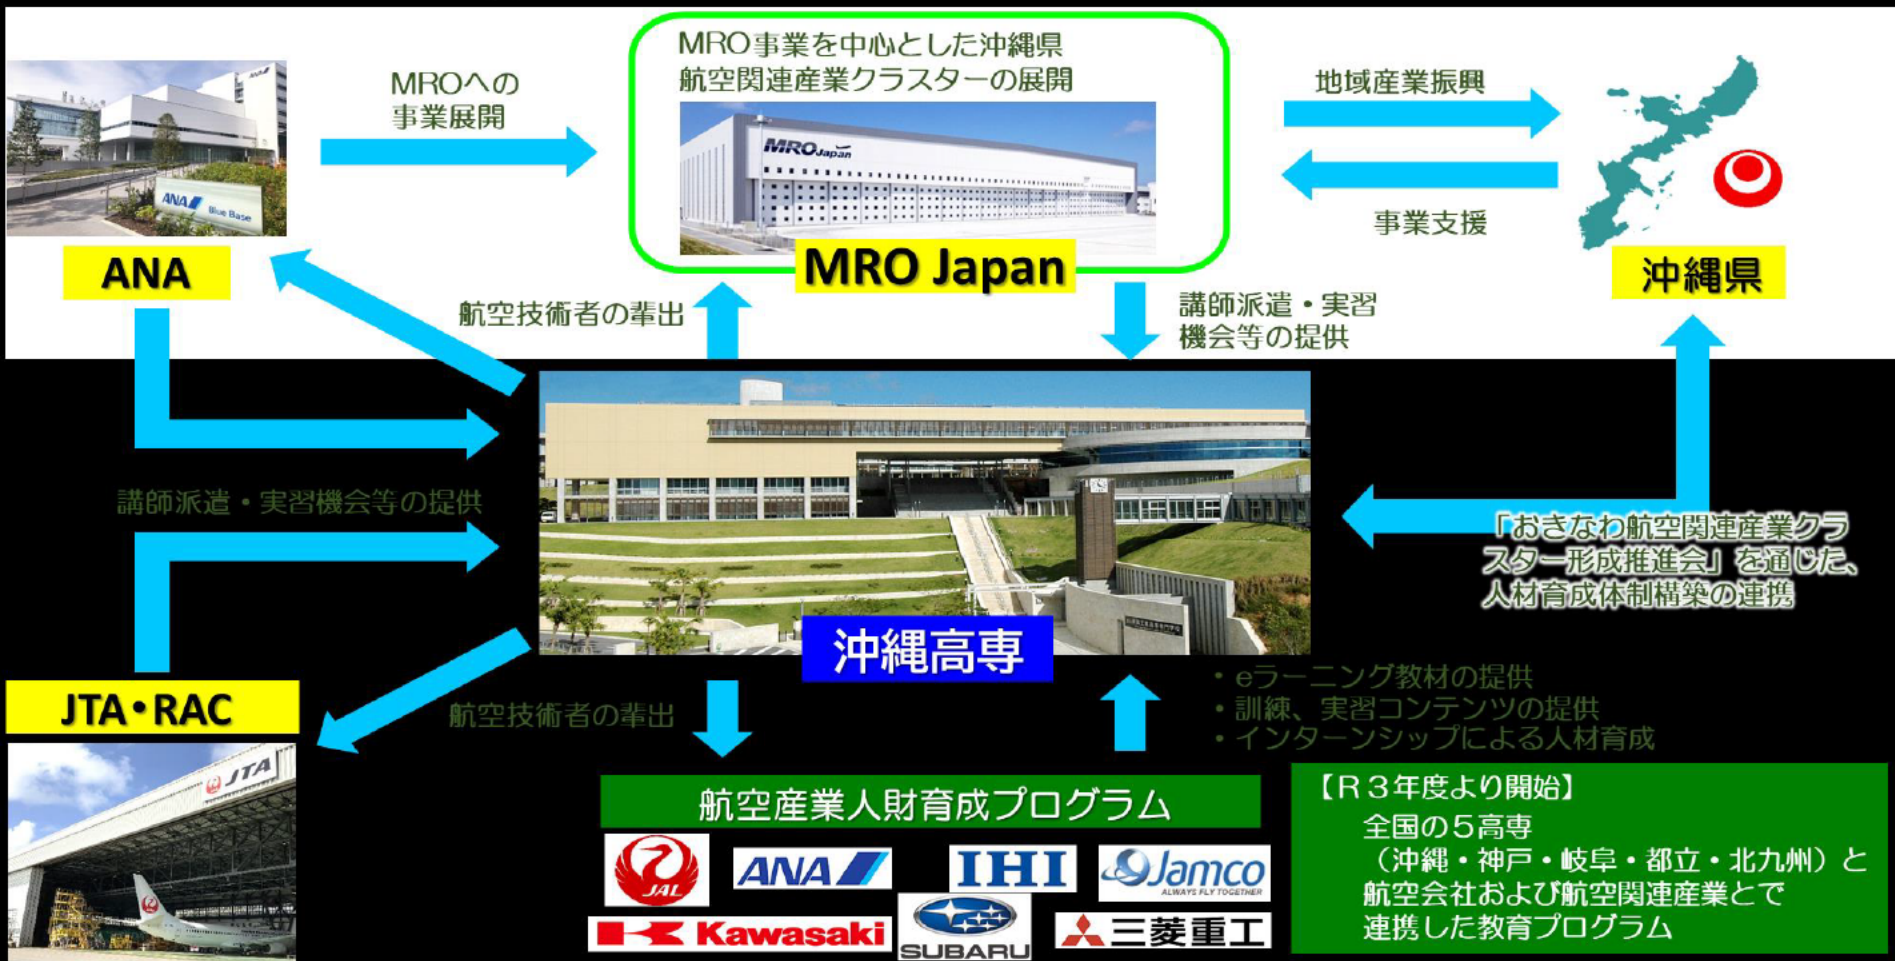 MRO事業を中心とした沖縄県
航空関連産業クラスターの展開
MROへの
事業展開
地域産業振興
ANA
MRO Japan
ANA Blue Base
事業支援
ANA
MRO Japan
沖縄県
航空技術者の輩出
講師派遣・実習
機会等の提供
講師派遣・実習機会等の提供
「おきなわ航空関連産業クラ
スター形成推進会」を通じた、
人材育成体制構築の連携
沖縄高専
JTA・RAC
航空技術者の輩出
・eラーニング教材の提供
・訓練、実習コンテンツの提供
・インターンシップによる人材育成
JTA
航空産業人財育成プログラム
【R3年度より開始】
全国の5高専
（沖縄・神戸・岐阜・都立・北九州）と
航空会社および航空関連産業とで
連携した教育プログラム
JAL
ANA
IHI
Jamco
ALWAYS FLY TOGETHER
Kawasaki
SUBARU
三菱重工